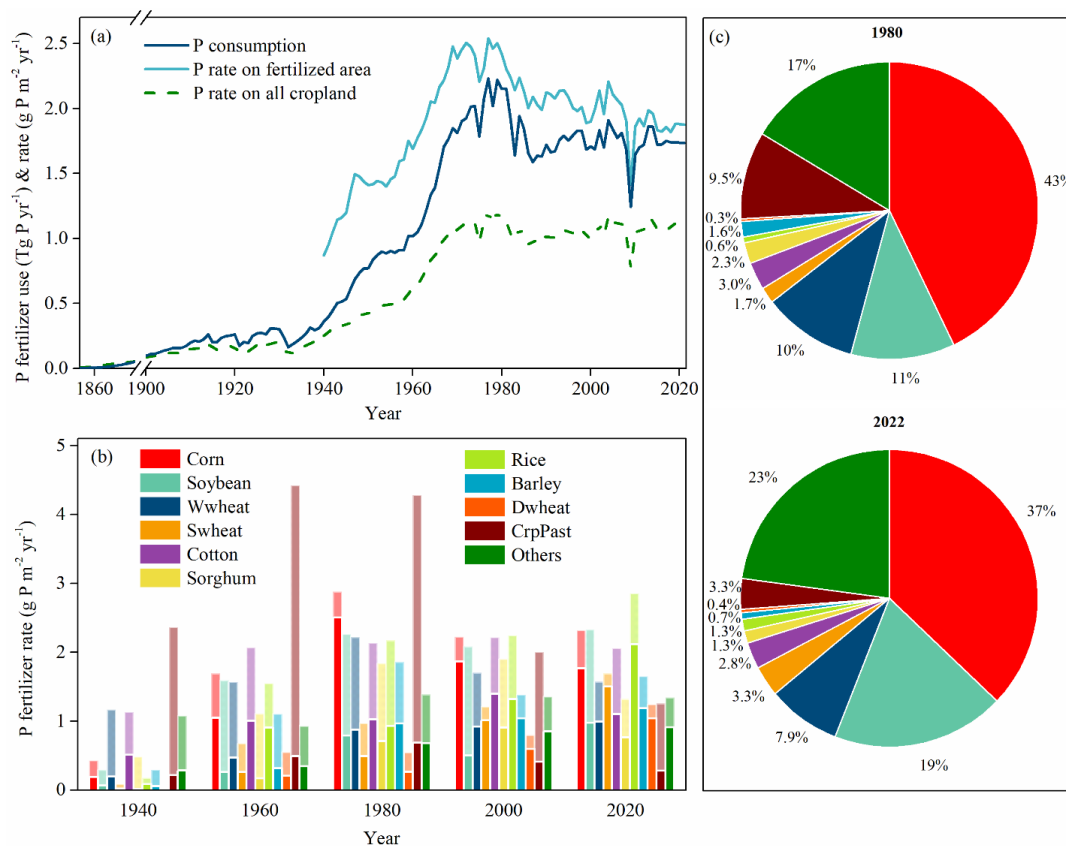 (a)
P consumption
P rate on fertilized area
P rate on all cropland
P fertilizer use (Tg P yr⁻¹) & rate (g P m⁻² yr⁻¹)
2.5
2.0
1.5
1.0
0.5
0.0
1860 1900 1920 1940 1960 1980 2000 2020
Year
(b)
Corn
Soybean
Wwheat
Swheat
Cotton
Sorghum
Rice
Barley
Dwheat
CrpPast
Others
P fertilizer rate (g P m⁻² yr⁻¹)
5
4
3
2
1
0
1940 1960 1980 2000 2020
Year
(c)
1980
17%
43%
9.5%
0.3%
1.6%
0.6%
2.3%
3.0%
1.7%
10%
11%
2022
23%
37%
3.3%
0.4%
0.7%
1.3%
1.3%
2.8%
3.3%
7.9%
19%